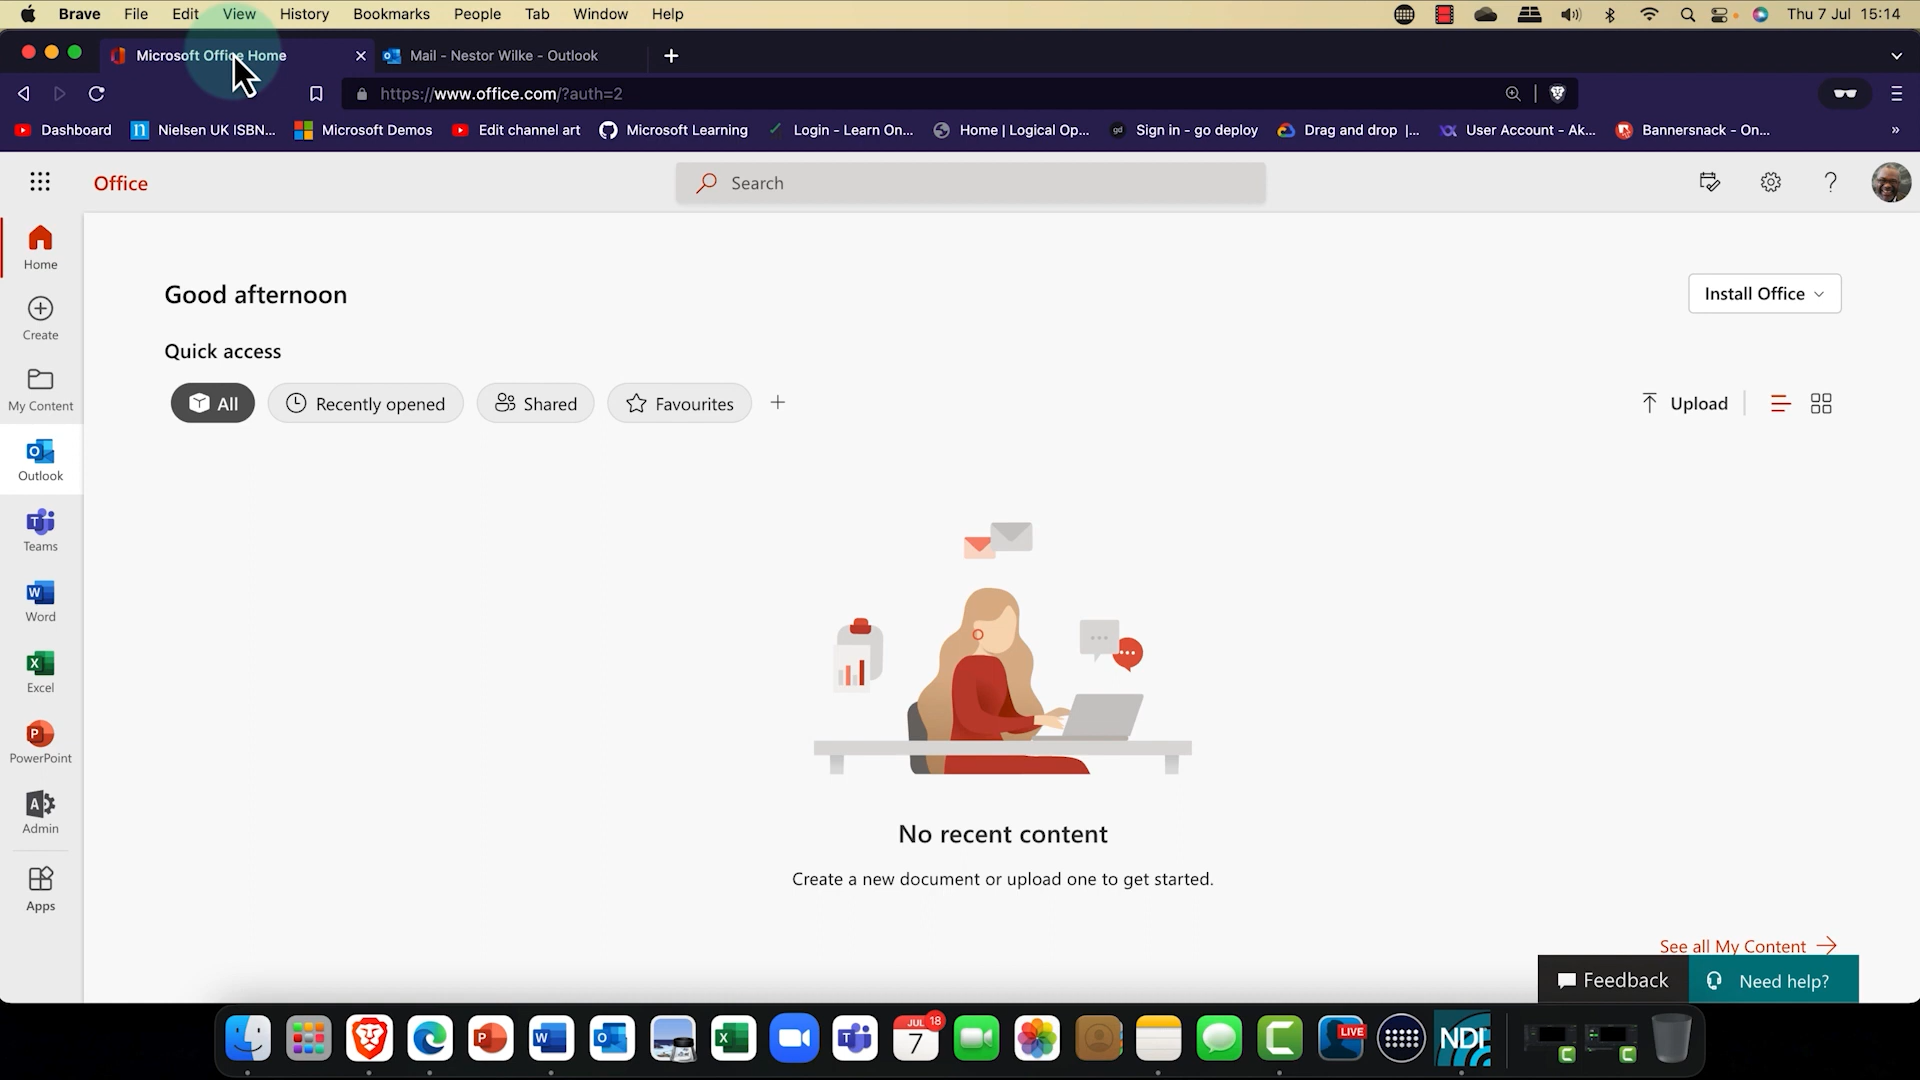 Brave File Edit View History Bookmarks People Tab Window Help Thu 7 Jul 15:14
Microsoft Office Home Mail - Nestor Wilke - Outlook
https://www.office.com/?auth=2
Dashboard Nielsen UK ISBN... Microsoft Demos Edit channel art Microsoft Learning Login - Learn On... Home | Logical Op... gd Sign in - go deploy Drag and drop |... User Account - Ak... Bannersnack - On... »
Office Search
Home
Create
My Content
Outlook
Teams
Word
Excel
PowerPoint
Admin
Apps
Good afternoon
Install Office
Quick access
All Recently opened Shared Favourites Upload
No recent content
Create a new document or upload one to get started.
See all My Content
Feedback Need help?
JUL 18
7
LIVE
NDI